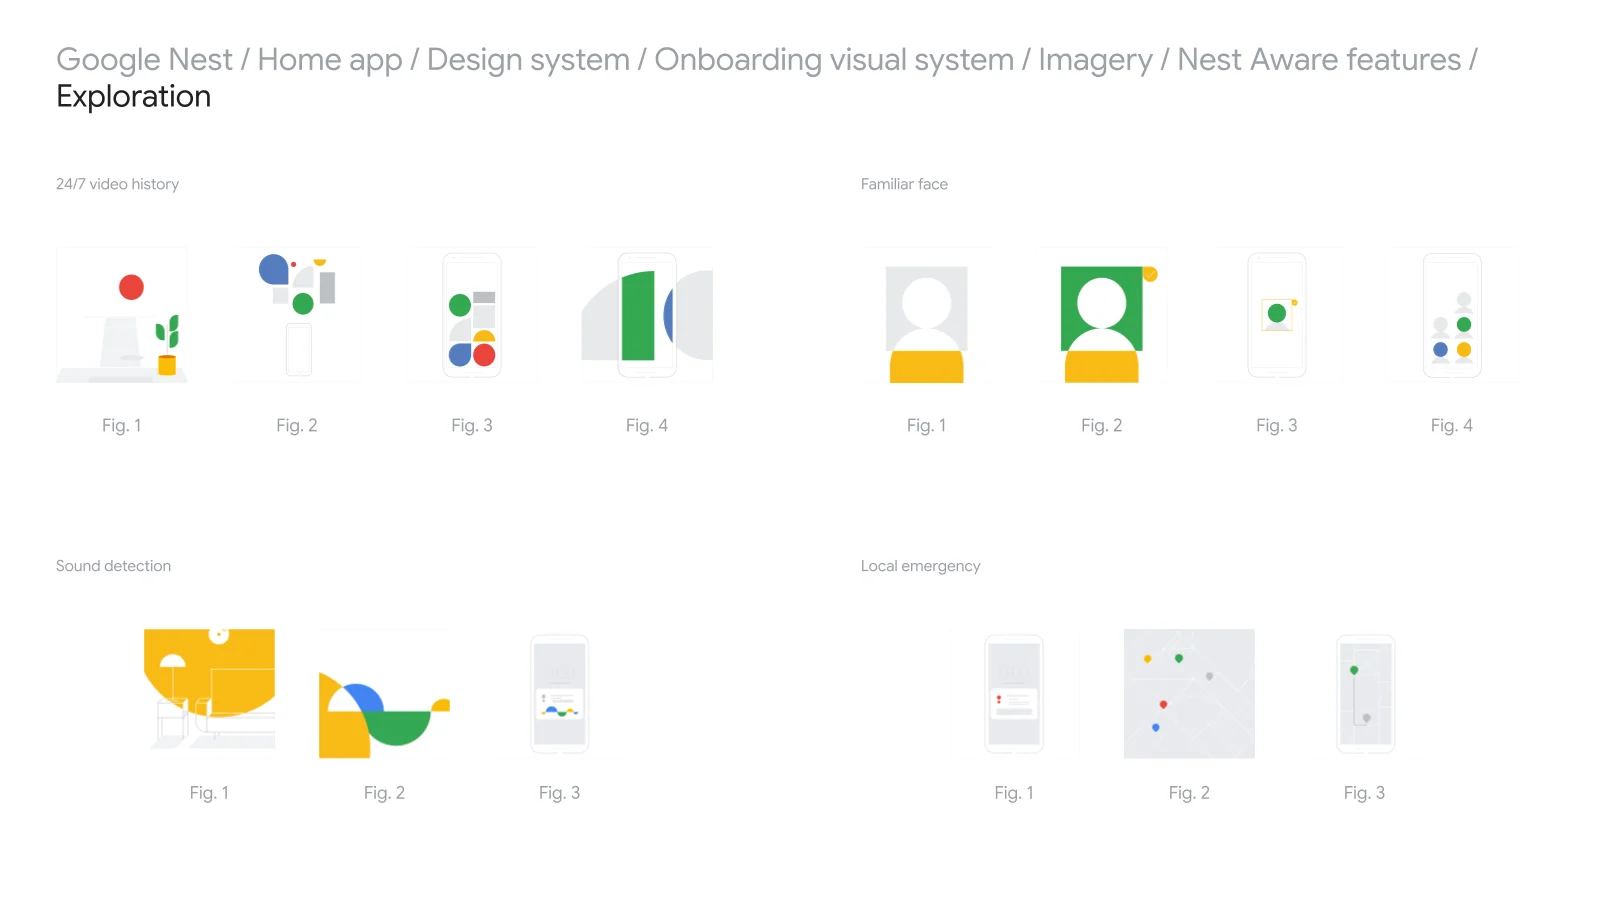 Google Nest / Home app / Design system / Onboarding visual system / Imagery / Nest Aware features /
Exploration
24/7 video history
Familiar face
Fig. 1
Fig. 2
Fig. 3
Fig. 4
Fig. 1
Fig. 2
Fig. 3
Fig. 4
Sound detection
Local emergency
Fig. 1
Fig. 2
Fig. 3
Fig. 1
Fig. 2
Fig. 3